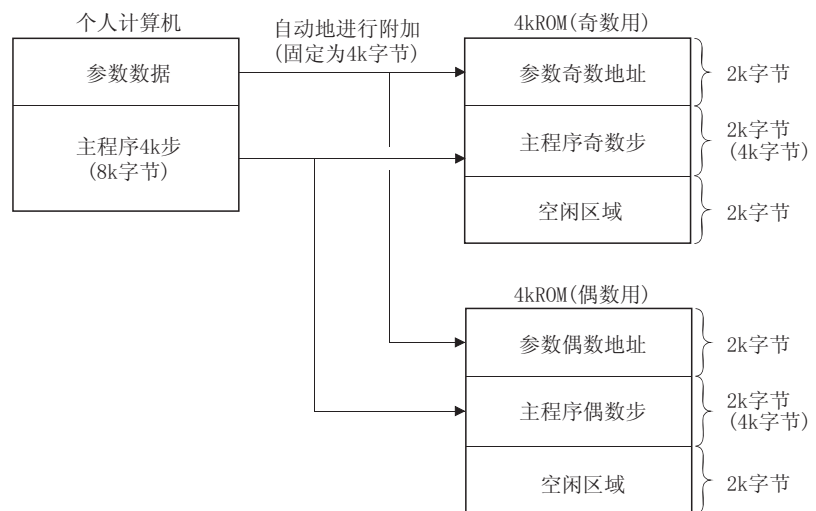 个人计算机
参数数据
主程序4k步
(8k字节)
自动地进行附加
(固定为4k字节)
4kROM(奇数用)
参数奇数地址
2k字节
主程序奇数步
2k字节
(4k字节)
空闲区域
2k字节
4kROM(偶数用)
参数偶数地址
2k字节
主程序偶数步
2k字节
(4k字节)
空闲区域
2k字节